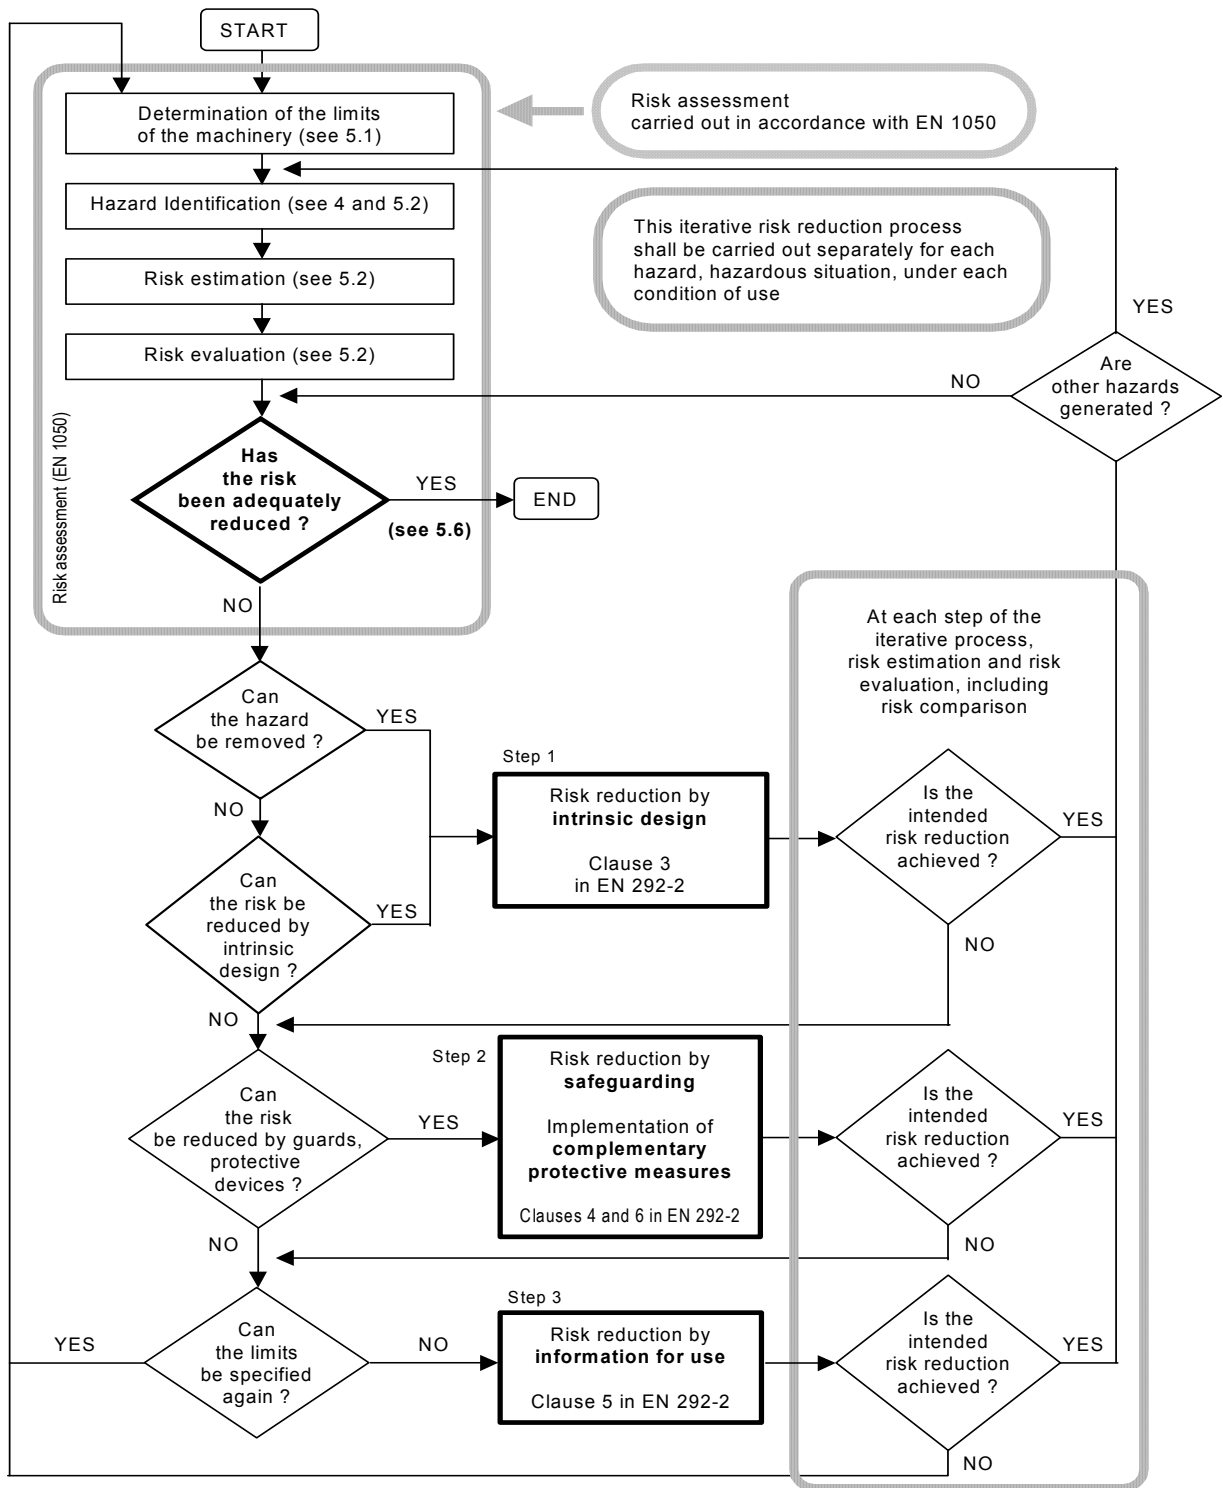 START
Determination of the limits
of the machinery (see 5.1)
Risk assessment
carried out in accordance with EN 1050
Hazard Identification (see 4 and 5.2)
This iterative risk reduction process
shall be carried out separately for each
hazard, hazardous situation, under each
condition of use
Risk estimation (see 5.2)
Risk evaluation (see 5.2)
YES
Are
other hazards
generated ?
NO
Risk assessment (EN 1050)
Has
the risk
been adequately
reduced ?
YES
(see 5.6)
END
NO
At each step of the
iterative process,
risk estimation and risk
evaluation, including
risk comparison
Can
the hazard
be removed ?
YES
NO
Can
the risk be
reduced by
intrinsic
design ?
YES
NO
Step 1
Risk reduction by
intrinsic design
Clause 3
in EN 292-2
Is the
intended
risk reduction
achieved ?
YES
NO
Can
the risk
be reduced by guards,
protective
devices ?
YES
NO
Step 2
Risk reduction by
safeguarding
Implementation of
complementary
protective measures
Clauses 4 and 6 in EN 292-2
Is the
intended
risk reduction
achieved ?
YES
NO
YES
Can
the limits
be specified
again ?
NO
Step 3
Risk reduction by
information for use
Clause 5 in EN 292-2
Is the
intended
risk reduction
achieved ?
YES
NO